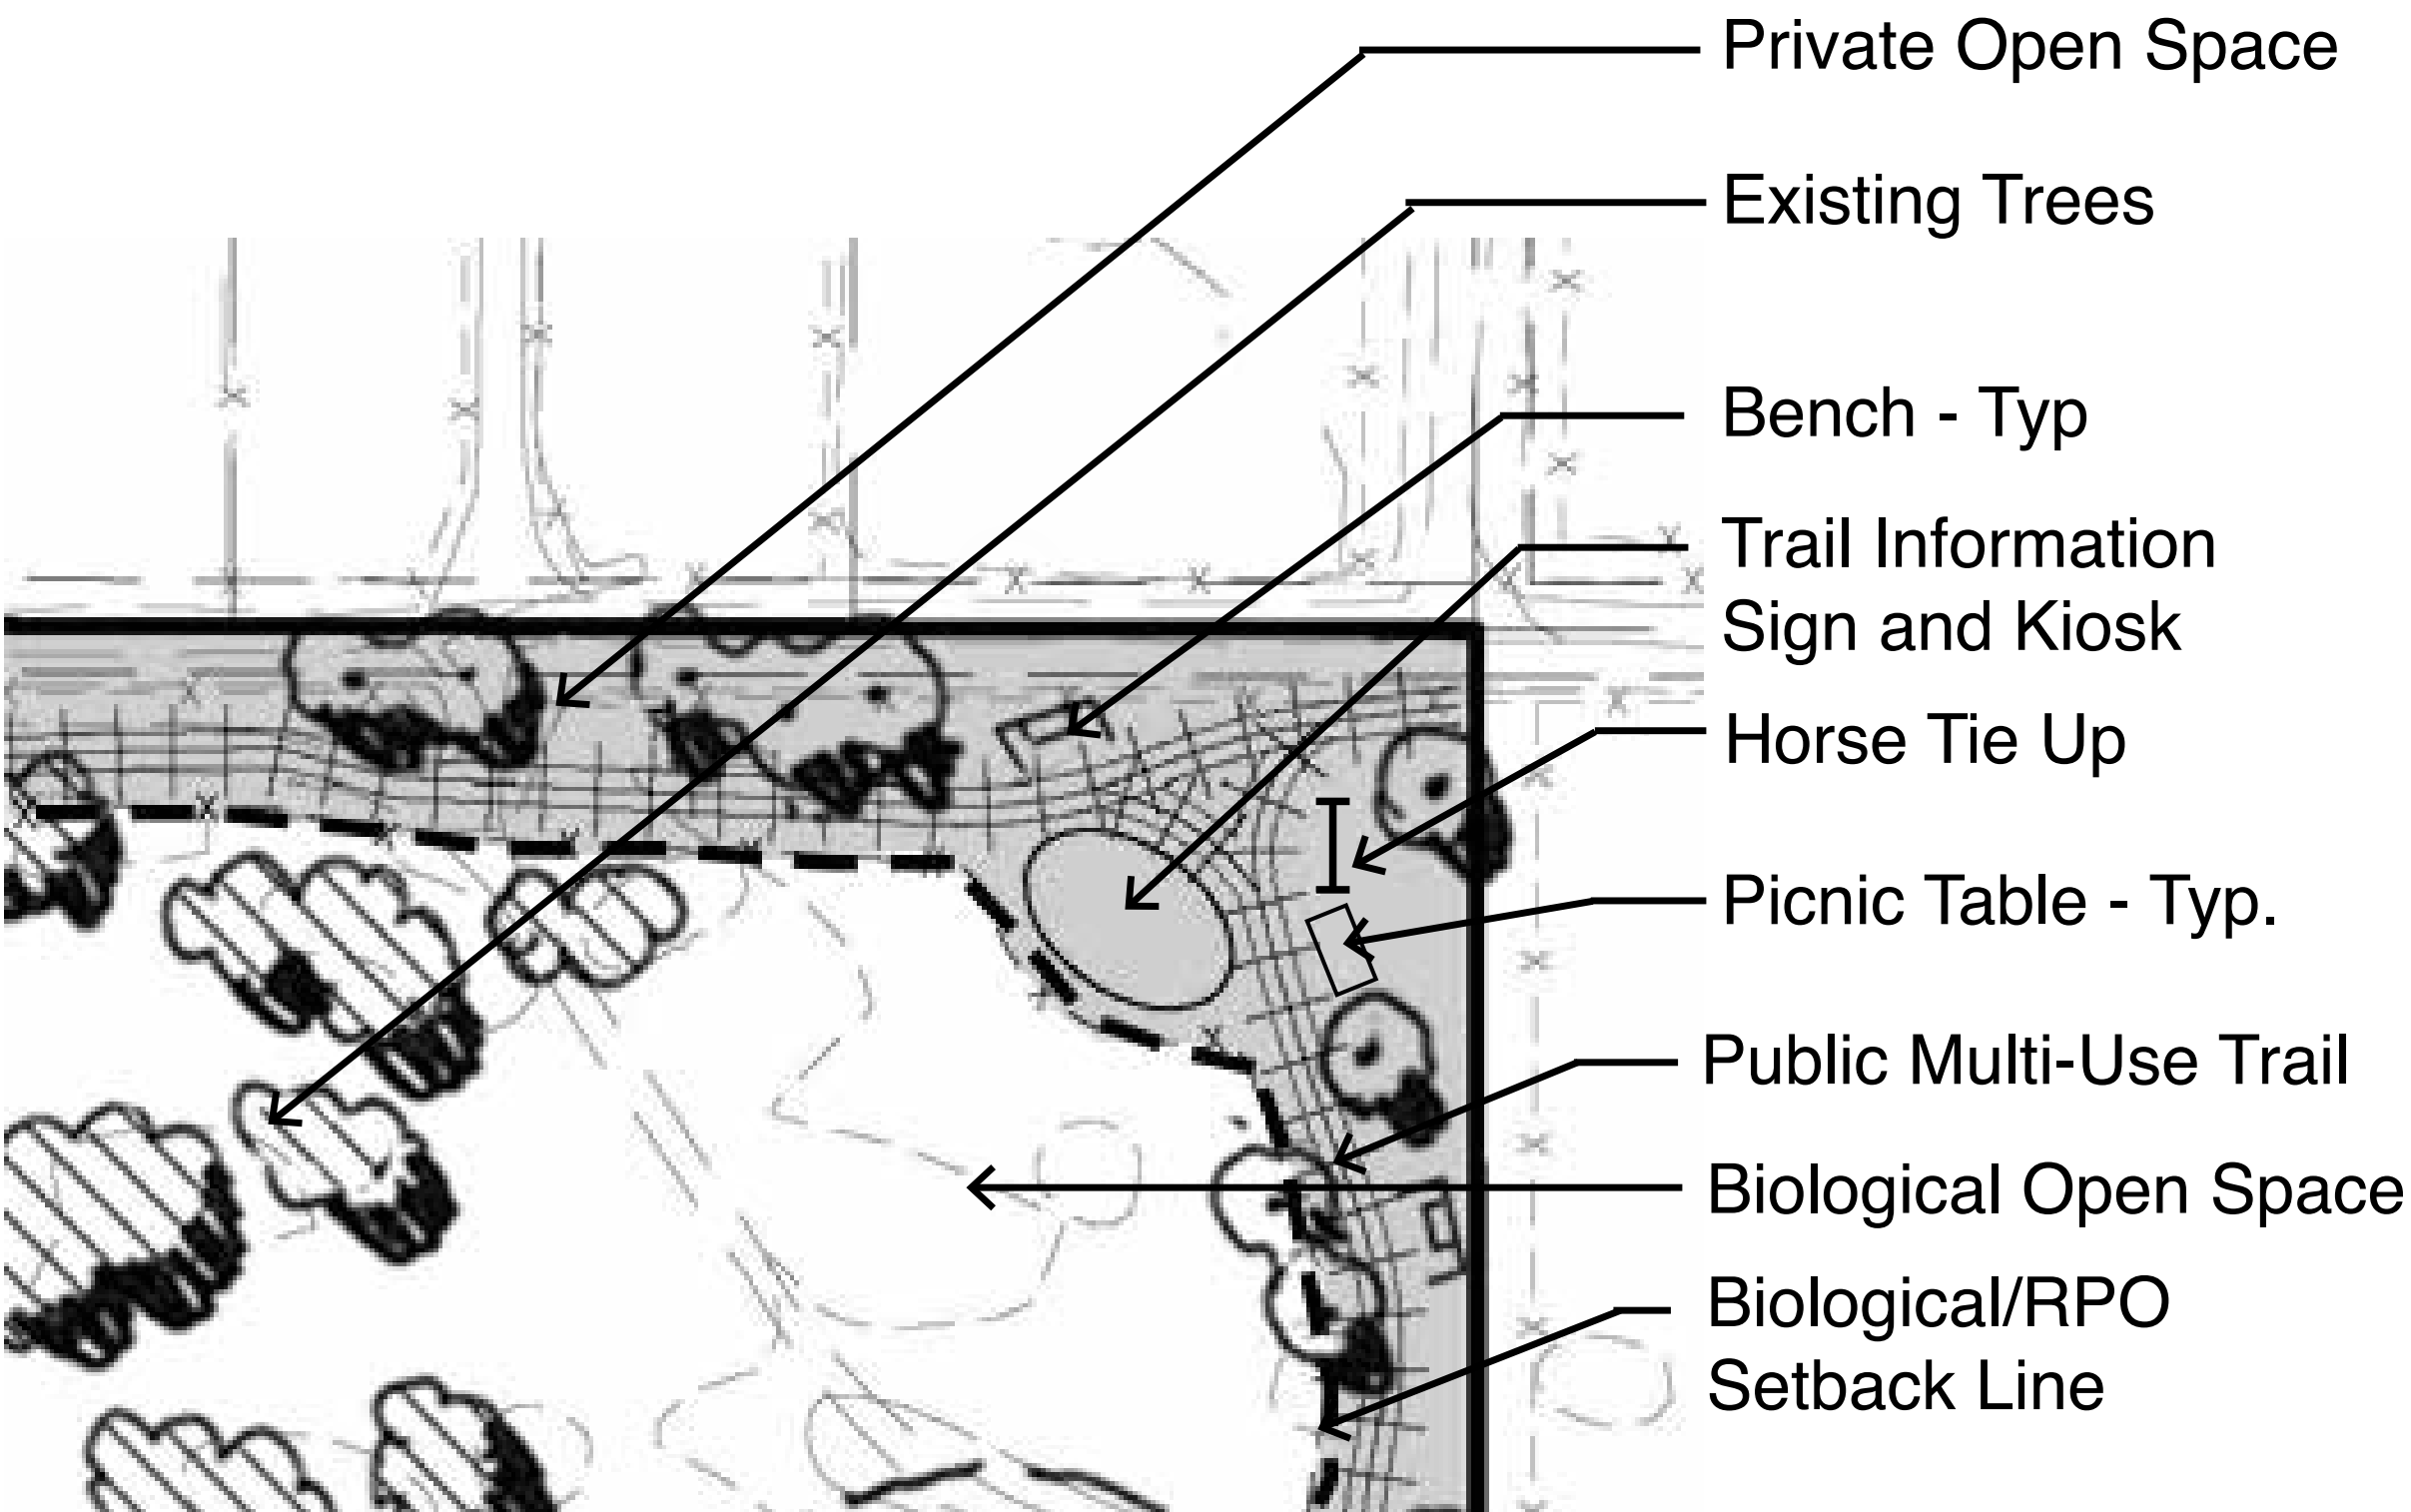 Private Open Space
Existing Trees
Bench - Typ
Trail Information
Sign and Kiosk
Horse Tie Up
Picnic Table - Typ.
Public Multi-Use Trail
Biological Open Space
Biological/RPO
Setback Line